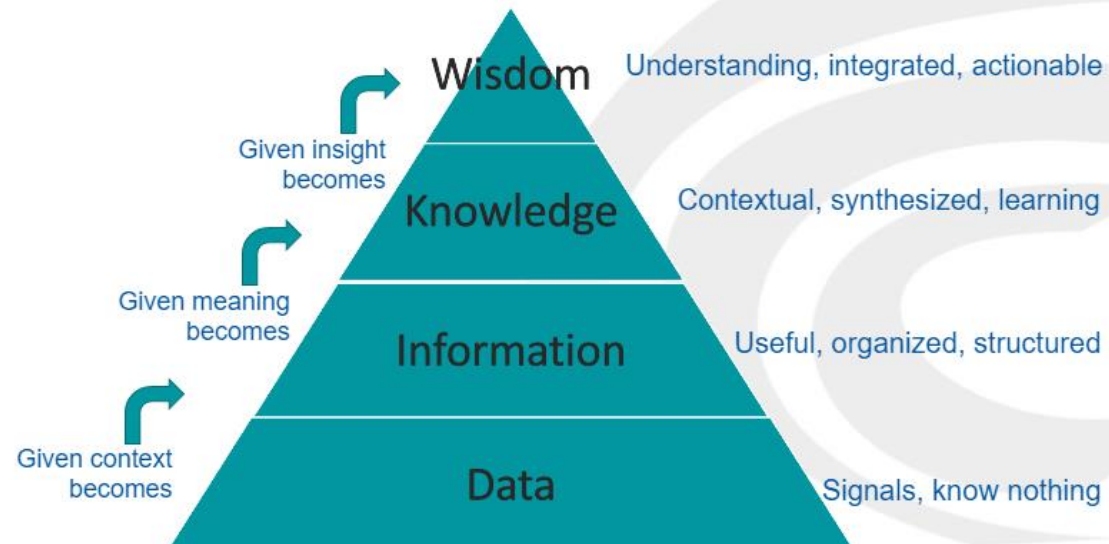 Wisdom
Understanding, integrated, actionable
Given insight
becomes
Knowledge
Contextual, synthesized, learning
Given meaning
becomes
Information
Useful, organized, structured
Given context
becomes
Data
Signals, know nothing